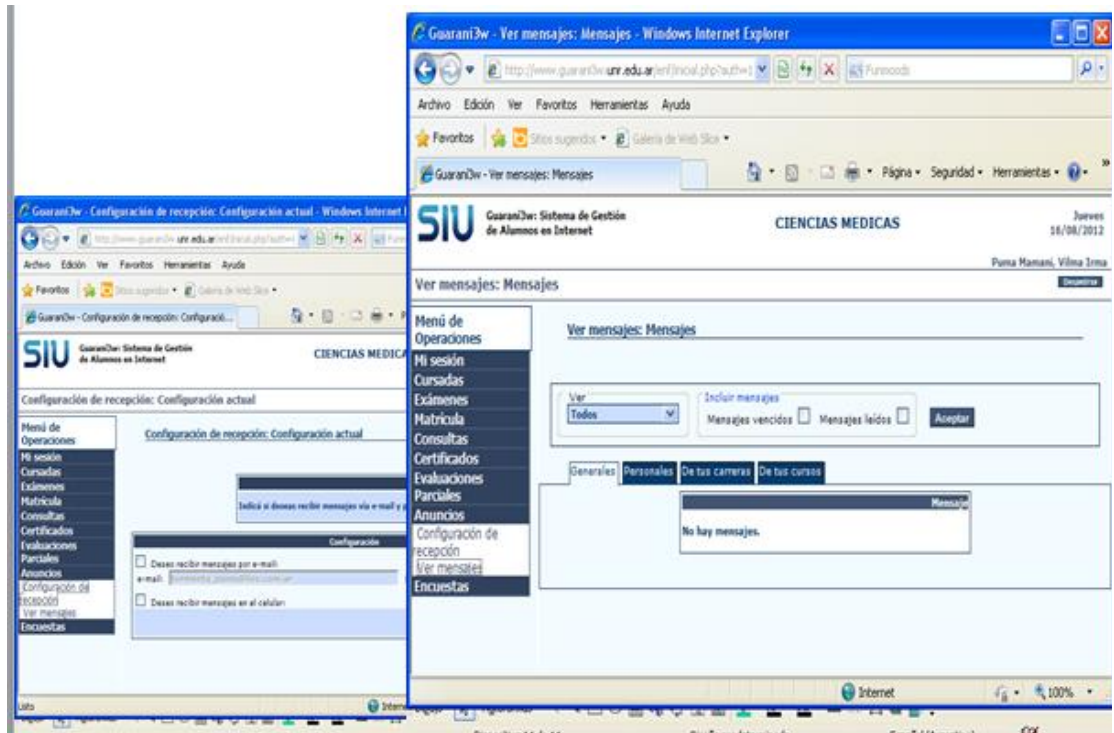 Guarani3w - Ver mensajes: Mensajes - Windows Internet Explorer
Funmoods
Archivo Edición Ver Favoritos Herramientas Ayuda
Favoritos Sitios sugeridos Galería de Web Slice
Guarani3w - Ver mensajes: Mensajes
Página Seguridad Herramientas
SIU
Guarani3w: Sistema de Gestión
de Alumnos en Internet
CIENCIAS MEDICAS
Jueves
16/08/2012
Puma Mamani, Vilma Irma
Ver mensajes: Mensajes
Menú de
Operaciones
Mi sesión
Cursadas
Exámenes
Matrícula
Consultas
Certificados
Evaluaciones
Parciales
Anuncios
Configuración de
recepción
Ver mensajes
Encuestas
Ver mensajes: Mensajes
Ver
Todos
Incluir mensajes
Mensajes vencidos Mensajes leídos Aceptar
Generales Personales De tus carreras De tus cursos
Mensaje
No hay mensajes.
Internet 100%
Guarani3w - Configuración de recepción: Configuración actual - Windows Internet
Archivo Edición Ver Favoritos Herramientas Ayuda
Favoritos Sitios sugeridos Galería de Web Slice
Guarani3w - Configuración de recepción: Configuraci...
SIU
Guarani3w: Sistema de Gestión
de Alumnos en Internet
CIENCIAS MEDICA
Configuración de recepción: Configuración actual
Menú de
Operaciones
Mi sesión
Cursadas
Exámenes
Matrícula
Consultas
Certificados
Evaluaciones
Parciales
Anuncios
Configuración de
recepción
Ver mensajes
Encuestas
Configuración de recepción: Configuración actual
Indicá si deseas recibir mensajes vía e-mail y
Configuración
Deseo recibir mensajes por e-mail:
e-mail:
Deseo recibir mensajes en el celular:
Listo